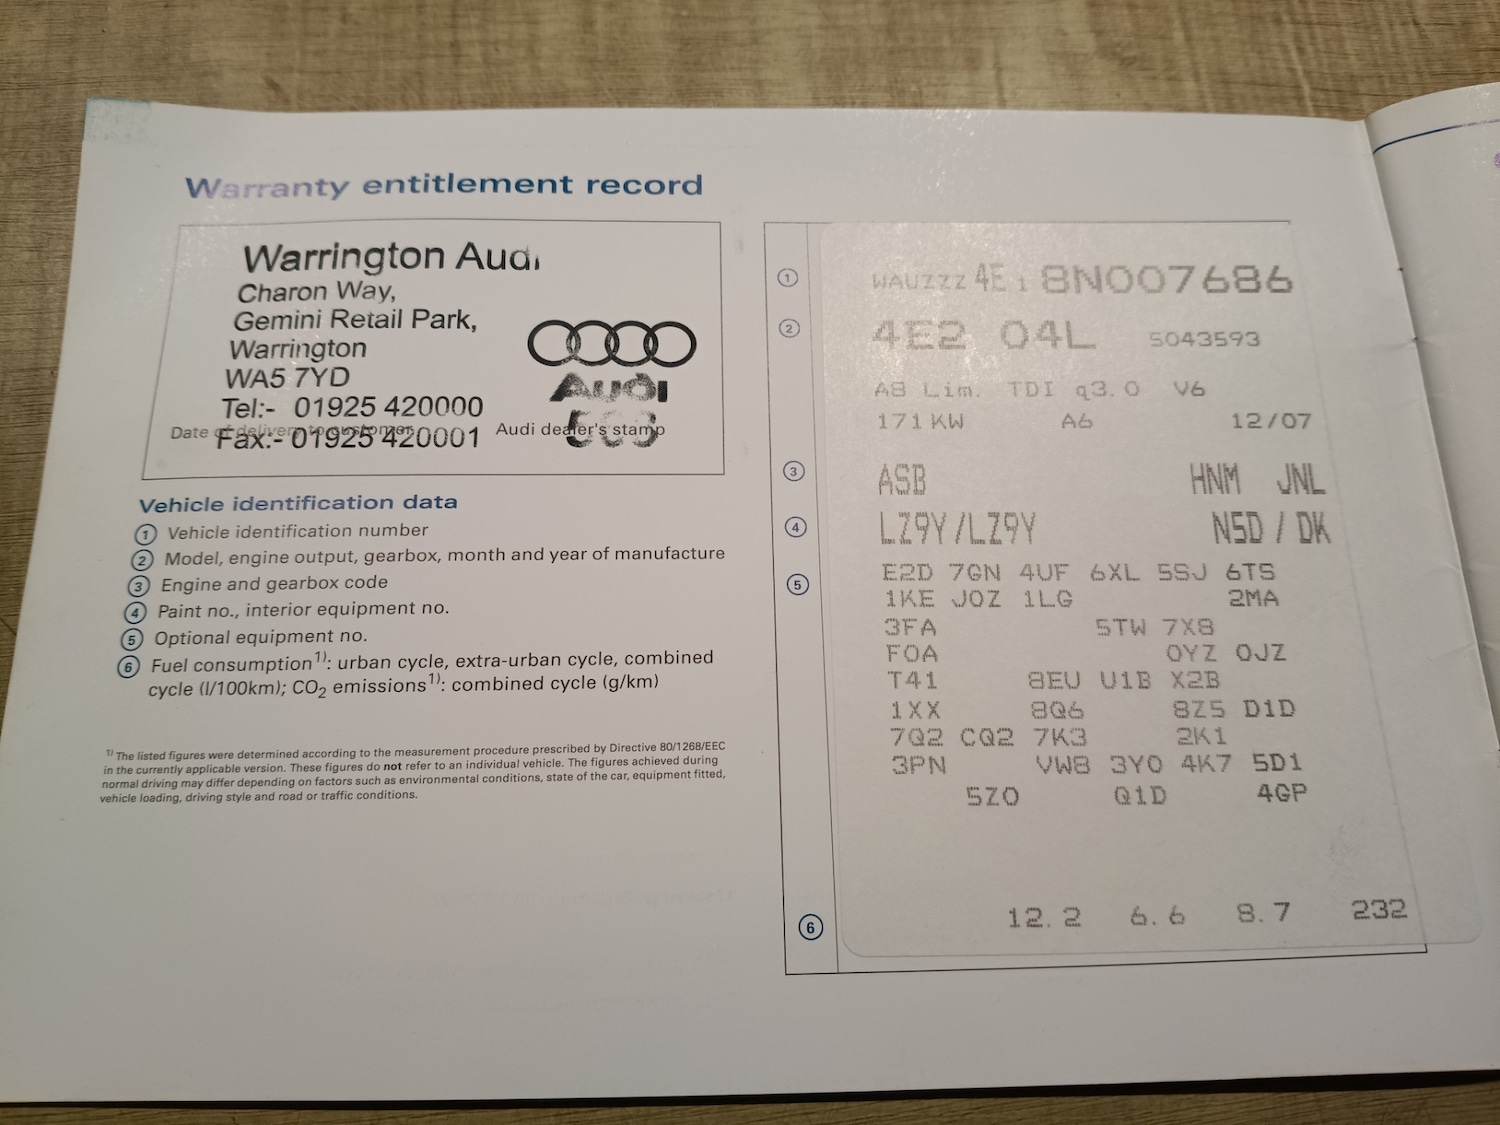 Warranty entitlement record
Warrington Audi
Charon Way,
Gemini Retail Park,
Warrington
WA5 7YD
Tel:- 01925 420000
Fax:- 01925 420001
Date of delivery to customer
Audi
Audi dealer's stamp
Vehicle identification data
1 Vehicle identification number
2 Model, engine output, gearbox, month and year of manufacture
3 Engine and gearbox code
4 Paint no., interior equipment no.
5 Optional equipment no.
6 Fuel consumption1): urban cycle, extra-urban cycle, combined
cycle (l/100km); CO2 emissions1): combined cycle (g/km)
1) The listed figures were determined according to the measurement procedure prescribed by Directive 80/1268/EEC
in the currently applicable version. These figures do not refer to an individual vehicle. The figures achieved during
normal driving may differ depending on factors such as environmental conditions, state of the car, equipment fitted,
vehicle loading, driving style and road or traffic conditions.
1 WAUZZZ 4E 1 8N007686
2 4E2 04L 5043593
A8 Lim. TDI q3.0 V6
171 KW A6 12/07
3 ASB HNM JNL
4 LZ9Y/LZ9Y N5D / DK
5 E2D 7GN 4UF 6XL 5SJ 6TS
1KE J0Z 1LG 2MA
3FA 5TW 7X8
F0A 0YZ 0JZ
T41 8EU U1B X2B
1XX 8Q6 8Z5 D1D
7Q2 CQ2 7K3 2K1
3PN VW8 3Y0 4K7 5D1
5Z0 Q1D 4GP
6 12.2 6.6 8.7 232